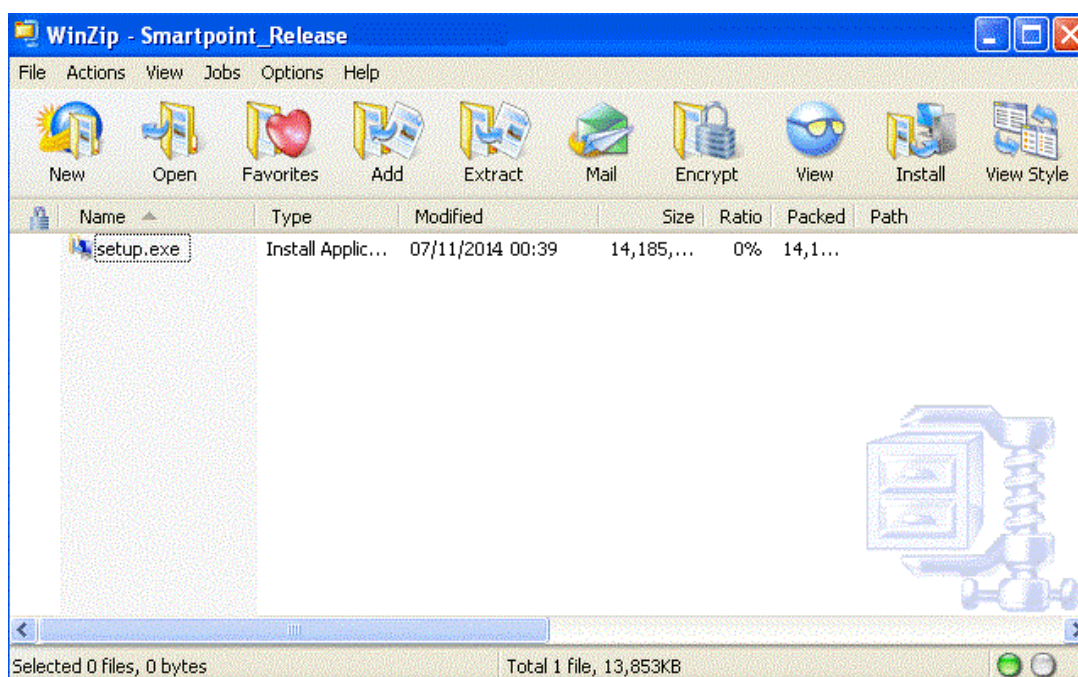 WinZip - Smartpoint_Release
File Actions View Jobs Options Help
New Open Favorites Add Extract Mail Encrypt View Install View Style
Name Type Modified Size Ratio Packed Path
setup.exe Install Applic... 07/11/2014 00:39 14,185,... 0% 14,1...
Selected 0 files, 0 bytes Total 1 file, 13,853KB